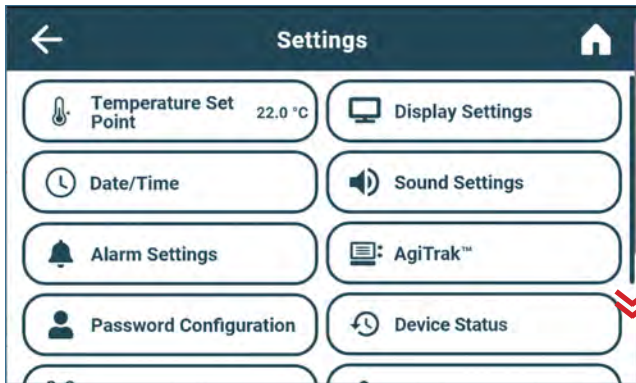 Settings
Temperature Set
Point
22.0 °C
Display Settings
Date/Time
Sound Settings
Alarm Settings
AgiTrak™
Password Configuration
Device Status